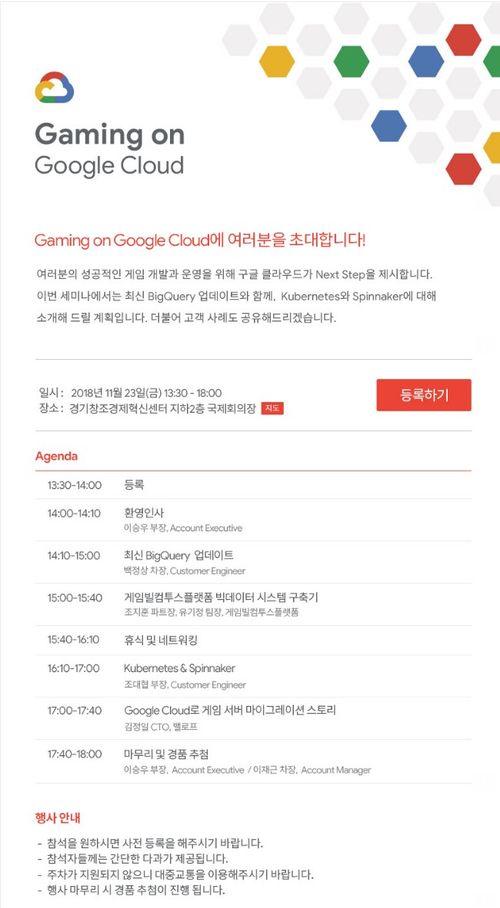 Gaming on
Google Cloud
Gaming on Google Cloud에 여러분을 초대합니다!
여러분의 성공적인 게임 개발과 운영을 위해 구글 클라우드가 Next Step을 제시합니다.
이번 세미나에서는 최신 BigQuery 업데이트와 함께, Kubernetes와 Spinnaker에 대해
소개해 드릴 계획입니다. 더불어 고객 사례도 공유해드리겠습니다.
일시 : 2018년 11월 23일(금) 13:30 - 18:00
장소 : 경기창조경제혁신센터 지하2층 국제회의장 지도
등록하기
Agenda
13:30-14:00 등록
14:00-14:10 환영인사
이승우 부장, Account Executive
14:10-15:00 최신 BigQuery 업데이트
백정상 차장, Customer Engineer
15:00-15:40 게임빌컴투스플랫폼 빅데이터 시스템 구축기
조지훈 파트장, 유기정 팀장, 게임빌컴투스플랫폼
15:40-16:10 휴식 및 네트워킹
16:10-17:00 Kubernetes & Spinnaker
조대협 부장, Customer Engineer
17:00-17:40 Google Cloud로 게임 서버 마이그레이션 스토리
김정일 CTO, 밸로프
17:40-18:00 마무리 및 경품 추첨
이승우 부장, Account Executive / 이재근 차장, Account Manager
행사 안내
- 참석을 원하시면 사전 등록을 해주시기 바랍니다.
- 참석자들께는 간단한 다과가 제공됩니다.
- 주차가 지원되지 않으니 대중교통을 이용해주시기 바랍니다.
- 행사 마무리 시 경품 추첨이 진행 됩니다.